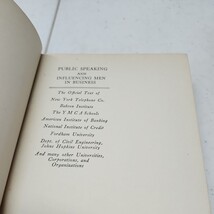 PUBLIC SPEAKING
AND
INFLUENCING MEN
IN BUSINESS
The Official Text of
New York Telephone Co.
Babson Institute
The Y M C A Schools
American Institute of Banking
National Institute of Credit
Fordham University
Dept. of Civil Engineering,
Johns Hopkins University
And many other Universities,
Corporations, and
Organizations